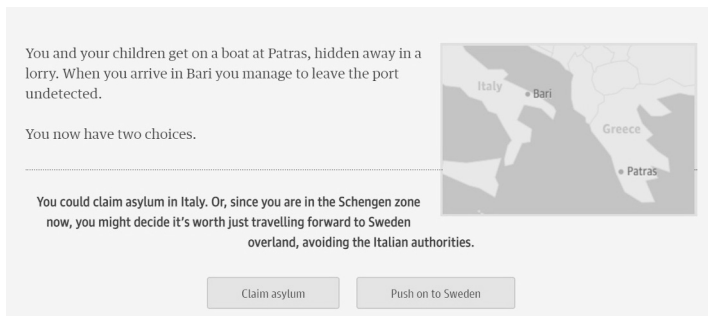 You and your children get on a boat at Patras, hidden away in a
lorry. When you arrive in Bari you manage to leave the port
undetected.
You now have two choices.
Italy
Bari
Greece
Patras
You could claim asylum in Italy. Or, since you are in the Schengen zone
now, you might decide it's worth just travelling forward to Sweden
overland, avoiding the Italian authorities.
Claim asylum
Push on to Sweden